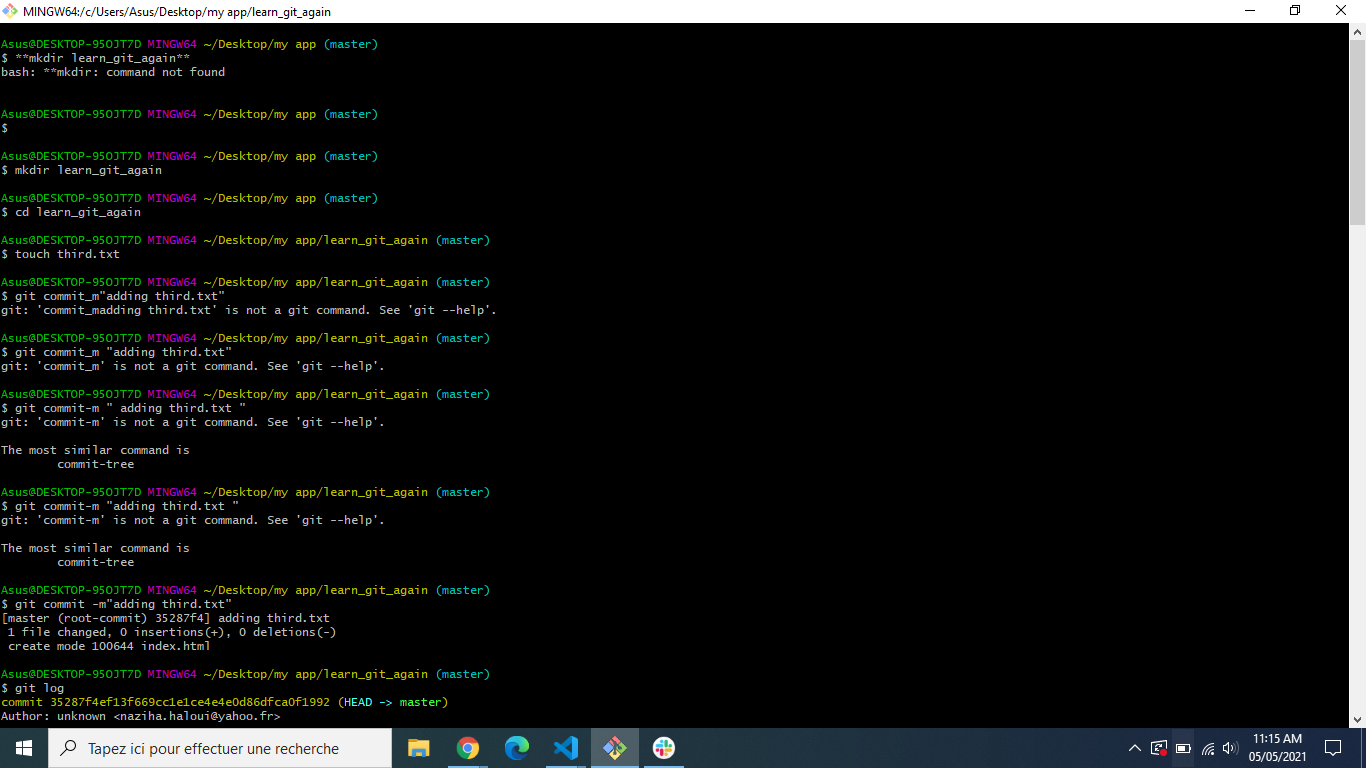 MINGW64:/c/Users/Asus/Desktop/my app/learn_git_again
Asus@DESKTOP-95OJT7D MINGW64 ~/Desktop/my app (master)
$ **mkdir learn_git_again**
bash: **mkdir: command not found
Asus@DESKTOP-95OJT7D MINGW64 ~/Desktop/my app (master)
$
Asus@DESKTOP-95OJT7D MINGW64 ~/Desktop/my app (master)
$ mkdir learn_git_again
Asus@DESKTOP-95OJT7D MINGW64 ~/Desktop/my app (master)
$ cd learn_git_again
Asus@DESKTOP-95OJT7D MINGW64 ~/Desktop/my app/learn_git_again (master)
$ touch third.txt
Asus@DESKTOP-95OJT7D MINGW64 ~/Desktop/my app/learn_git_again (master)
$ git commit_m"adding third.txt"
git: 'commit_madding third.txt' is not a git command. See 'git --help'.
Asus@DESKTOP-95OJT7D MINGW64 ~/Desktop/my app/learn_git_again (master)
$ git commit_m "adding third.txt"
git: 'commit_m' is not a git command. See 'git --help'.
Asus@DESKTOP-95OJT7D MINGW64 ~/Desktop/my app/learn_git_again (master)
$ git commit-m " adding third.txt "
git: 'commit-m' is not a git command. See 'git --help'.
The most similar command is
commit-tree
Asus@DESKTOP-95OJT7D MINGW64 ~/Desktop/my app/learn_git_again (master)
$ git commit-m "adding third.txt "
git: 'commit-m' is not a git command. See 'git --help'.
The most similar command is
commit-tree
Asus@DESKTOP-95OJT7D MINGW64 ~/Desktop/my app/learn_git_again (master)
$ git commit -m"adding third.txt"
[master (root-commit) 35287f4] adding third.txt
1 file changed, 0 insertions(+), 0 deletions(-)
create mode 100644 index.html
Asus@DESKTOP-95OJT7D MINGW64 ~/Desktop/my app/learn_git_again (master)
$ git log
commit 35287f4ef13f669cc1e1ce4e4e0d86dfca0f1992 (HEAD -> master)
Author: unknown <naziha.haloui@yahoo.fr>
Tapez ici pour effectuer une recherche
11:15 AM
05/05/2021